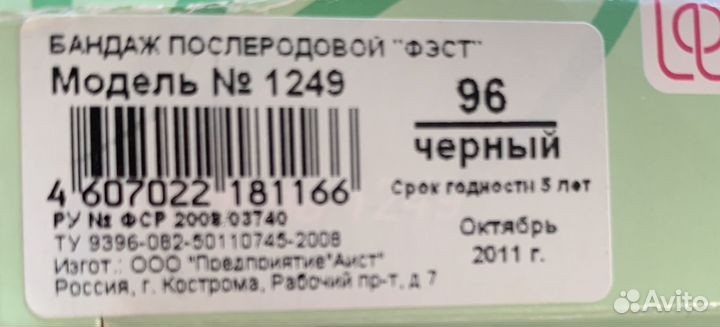 БАНДАЖ ПОСЛЕРОДОВОЙ "ФЭСТ"
Модель № 1249
96
черный
4 607022 181166
Срок годности 5 лет
РУ № ФСР 2008/03740
Октябрь
2011 г.
ТУ 9396-082-50110745-2008
Изгот.: ООО "Предприятие"Аист"
Россия, г. Кострома, Рабочий пр-т, д 7
Avito